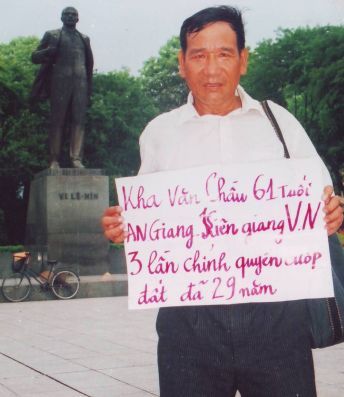 V.I. LÊ-NIN
Kha Văn Châu 61 Tuổi
AN Giang Kiên giang V.N
3 lần chính quyền cướp
đất đã 29 năm